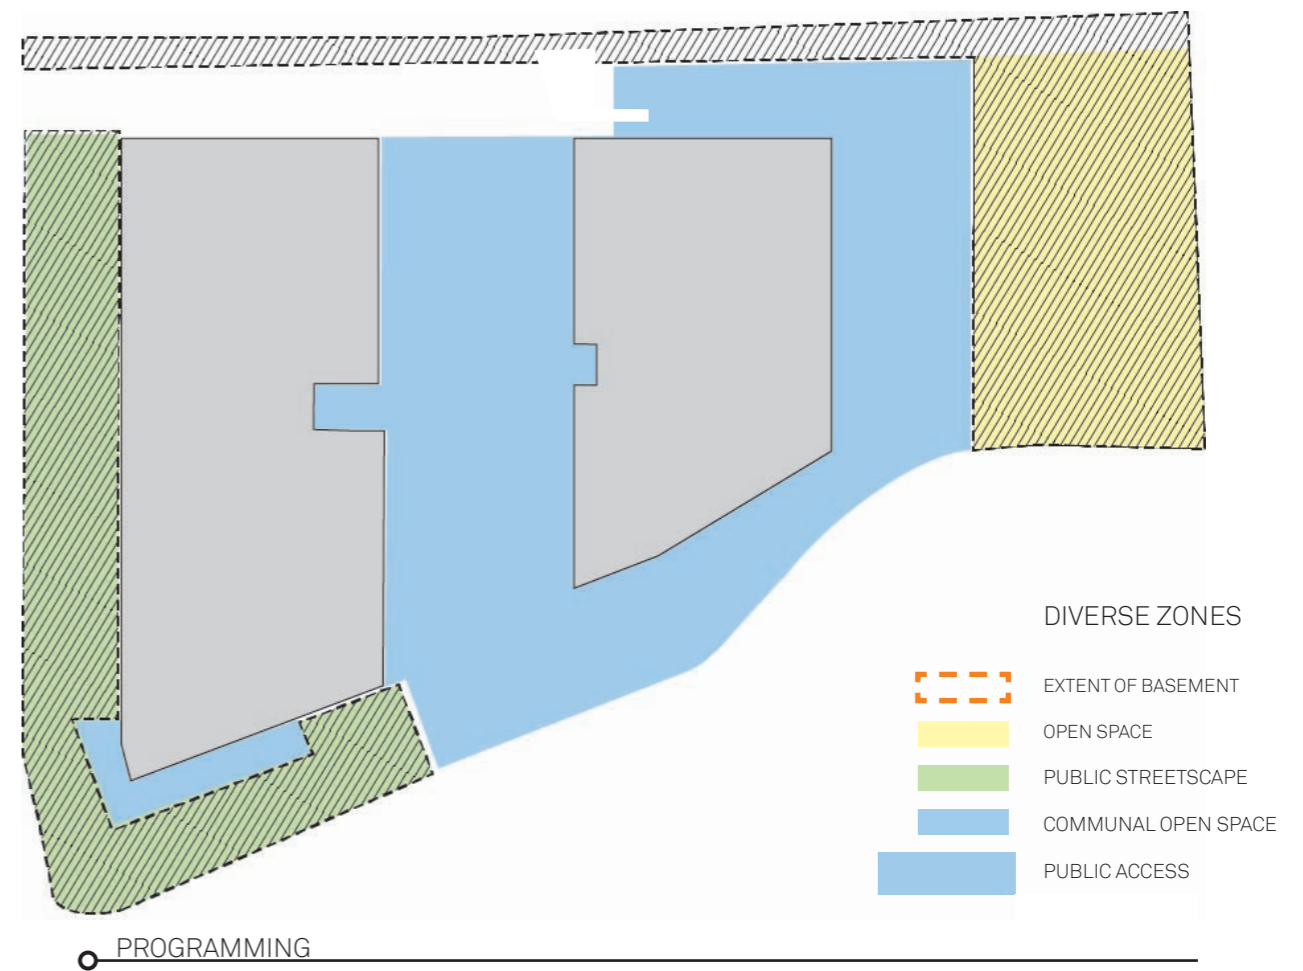 DIVERSE ZONES
EXTENT OF BASEMENT
OPEN SPACE
PUBLIC STREETSCAPE
COMMUNAL OPEN SPACE
PUBLIC ACCESS
PROGRAMMING